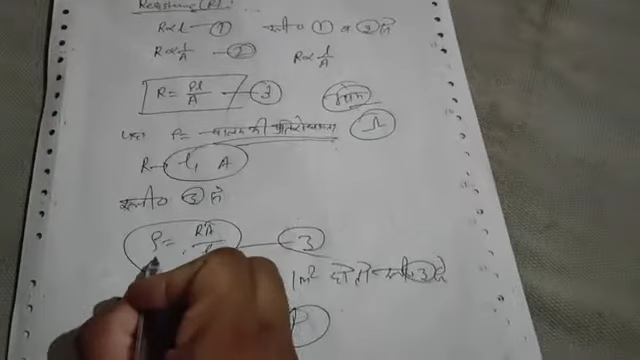 Resistance (R):
R∝l —① समी० ① व ② से
R∝1/A —② R∝l/A
R = ρl/A —③
जहाँ ρ = चालक की प्रतिरोधकता Ω
R→ l, A
समी० ③ से
ρ = RA/l —③
1m² हो तो समी० ③ से
ρ